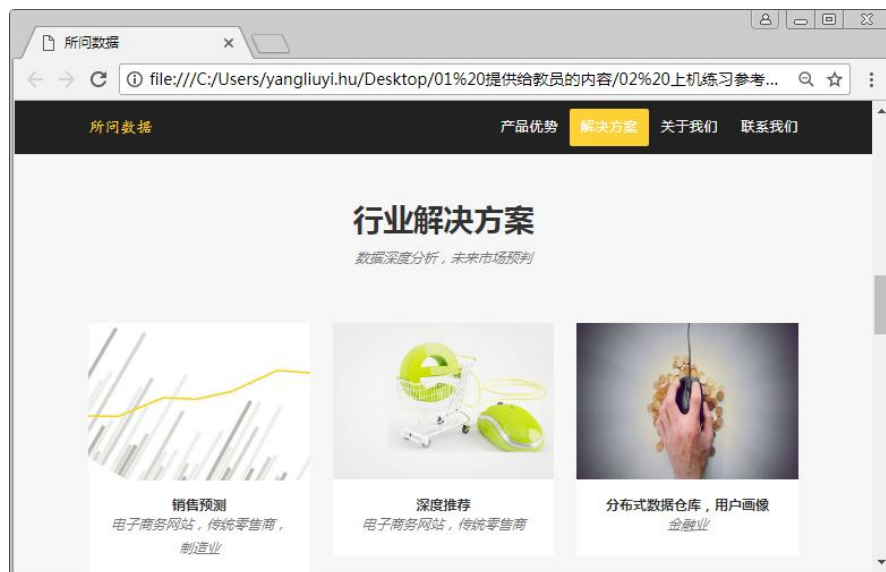 所问数据
file:///C:/Users/yangliuyi.hu/Desktop/01%20提供给教员的内容/02%20上机练习参考...
所问数据 产品优势 解决方案 关于我们 联系我们
行业解决方案
数据深度分析，未来市场预判
销售预测
电子商务网站，传统零售商，
制造业
深度推荐
电子商务网站，传统零售商
分布式数据仓库，用户画像
金融业